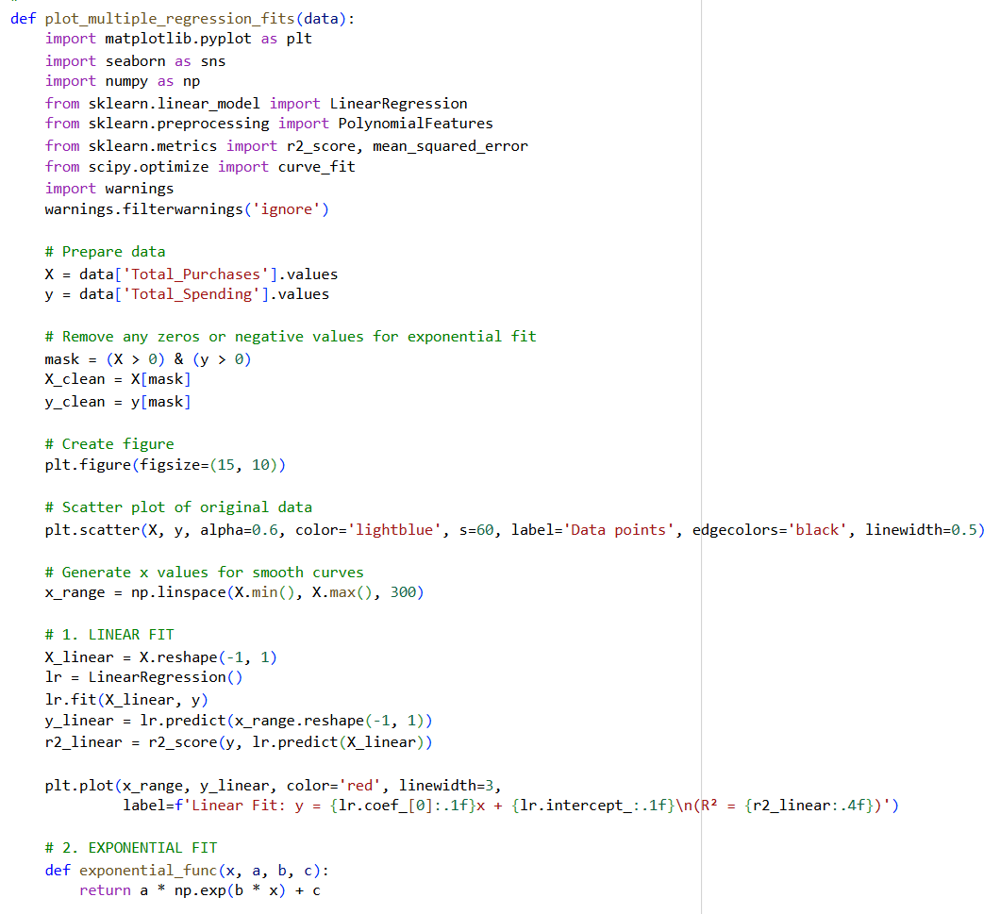 def plot_multiple_regression_fits(data):
    import matplotlib.pyplot as plt
    import seaborn as sns
    import numpy as np
    from sklearn.linear_model import LinearRegression
    from sklearn.preprocessing import PolynomialFeatures
    from sklearn.metrics import r2_score, mean_squared_error
    from scipy.optimize import curve_fit
    import warnings
    warnings.filterwarnings('ignore')

    # Prepare data
    X = data['Total_Purchases'].values
    y = data['Total_Spending'].values

    # Remove any zeros or negative values for exponential fit
    mask = (X > 0) & (y > 0)
    X_clean = X[mask]
    y_clean = y[mask]

    # Create figure
    plt.figure(figsize=(15, 10))

    # Scatter plot of original data
    plt.scatter(X, y, alpha=0.6, color='lightblue', s=60, label='Data points', edgecolors='black', linewidth=0.5)

    # Generate x values for smooth curves
    x_range = np.linspace(X.min(), X.max(), 300)

    # 1. LINEAR FIT
    X_linear = X.reshape(-1, 1)
    lr = LinearRegression()
    lr.fit(X_linear, y)
    y_linear = lr.predict(x_range.reshape(-1, 1))
    r2_linear = r2_score(y, lr.predict(X_linear))

    plt.plot(x_range, y_linear, color='red', linewidth=3,
             label=f'Linear Fit: y = {lr.coef_[0]:.1f}x + {lr.intercept_:.1f}\n(R² = {r2_linear:.4f})')

    # 2. EXPONENTIAL FIT
    def exponential_func(x, a, b, c):
        return a * np.exp(b * x) + c